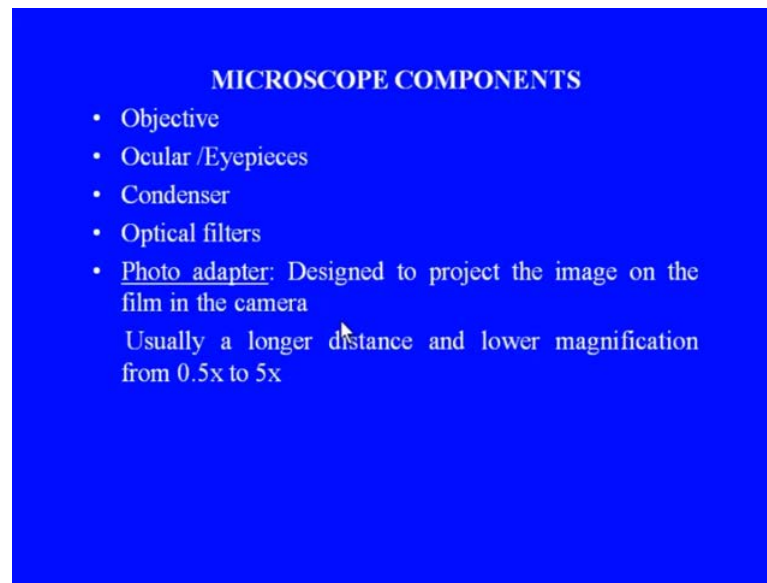 MICROSCOPE COMPONENTS
• Objective
• Ocular /Eyepieces
• Condenser
• Optical filters
• Photo adapter: Designed to project the image on the
film in the camera
Usually a longer distance and lower magnification
from 0.5x to 5x